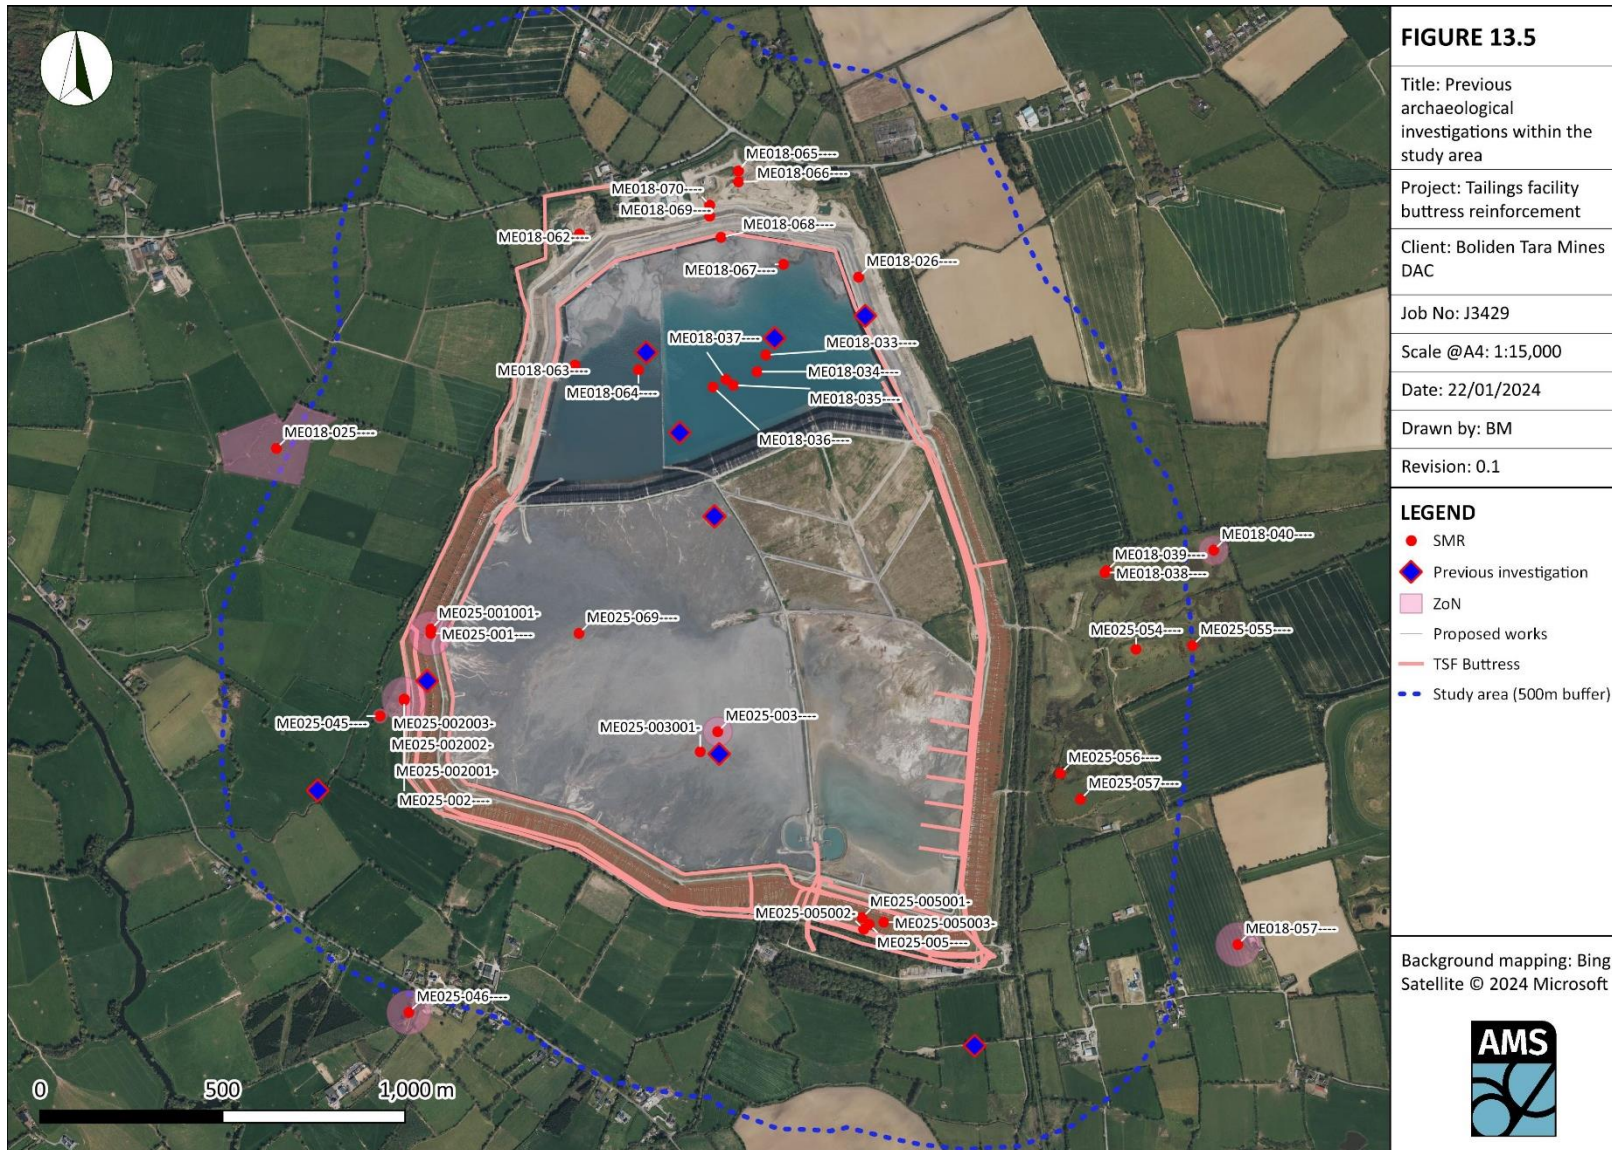 ME018-065----
ME018-066----
ME018-070----
ME018-069----
ME018-062----
ME018-068----
ME018-067----
ME018-026----
ME018-037----
ME018-033----
ME018-063----
ME018-034----
ME018-064----
ME018-035----
ME018-036----
ME018-025----
ME018-040----
ME018-039----
ME018-038----
ME025-001001-
ME025-001----
ME025-069----
ME025-054----
ME025-055----
ME025-045----
ME025-002003-
ME025-003----
ME025-002002-
ME025-003001-
ME025-002001-
ME025-056----
ME025-057----
ME025-002----
ME025-005001-
ME025-005002-
ME025-005003-
ME025-005----
ME018-057----
ME025-046----
0 500 1,000 m
FIGURE 13.5
Title: Previous
archaeological
investigations within the
study area
Project: Tailings facility
buttress reinforcement
Client: Boliden Tara Mines
DAC
Job No: J3429
Scale @A4: 1:15,000
Date: 22/01/2024
Drawn by: BM
Revision: 0.1
LEGEND
SMR
Previous investigation
ZoN
Proposed works
TSF Buttress
Study area (500m buffer)
Background mapping: Bing
Satellite © 2024 Microsoft
AMS